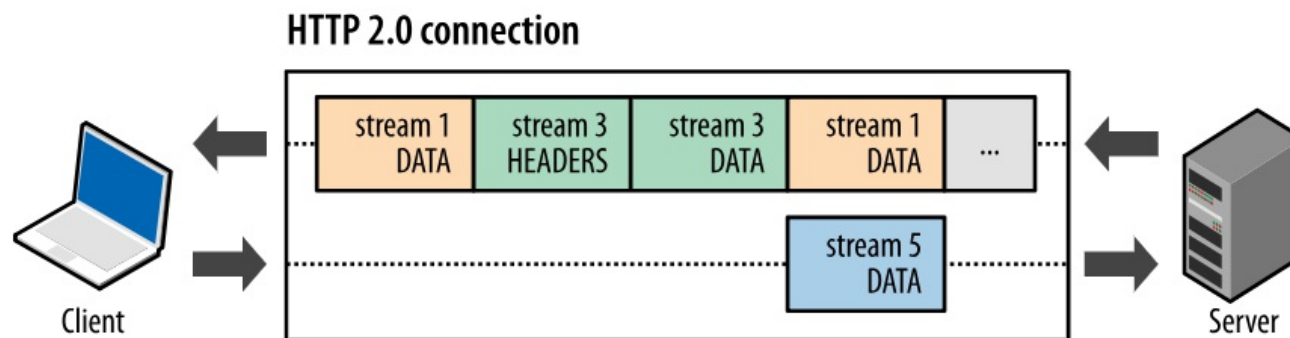 HTTP 2.0 connection
stream 1
DATA
stream 3
HEADERS
stream 3
DATA
stream 1
DATA
...
stream 5
DATA
Client
Server